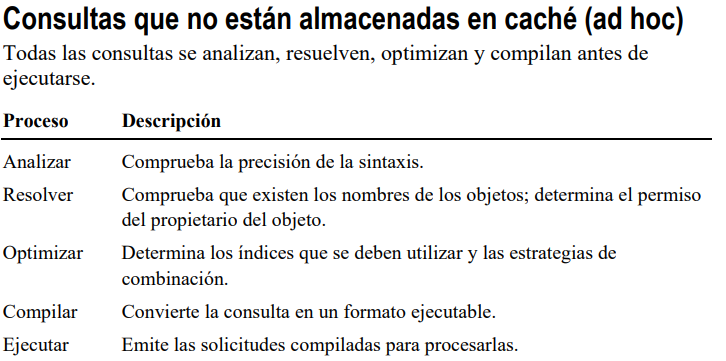 Consultas que no están almacenadas en caché (ad hoc)
Todas las consultas se analizan, resuelven, optimizan y compilan antes de
ejecutarse.
Proceso Descripción
Analizar Comprueba la precisión de la sintaxis.
Resolver Comprueba que existen los nombres de los objetos; determina el permiso
del propietario del objeto.
Optimizar Determina los índices que se deben utilizar y las estrategias de
combinación.
Compilar Convierte la consulta en un formato ejecutable.
Ejecutar Emite las solicitudes compiladas para procesarlas.